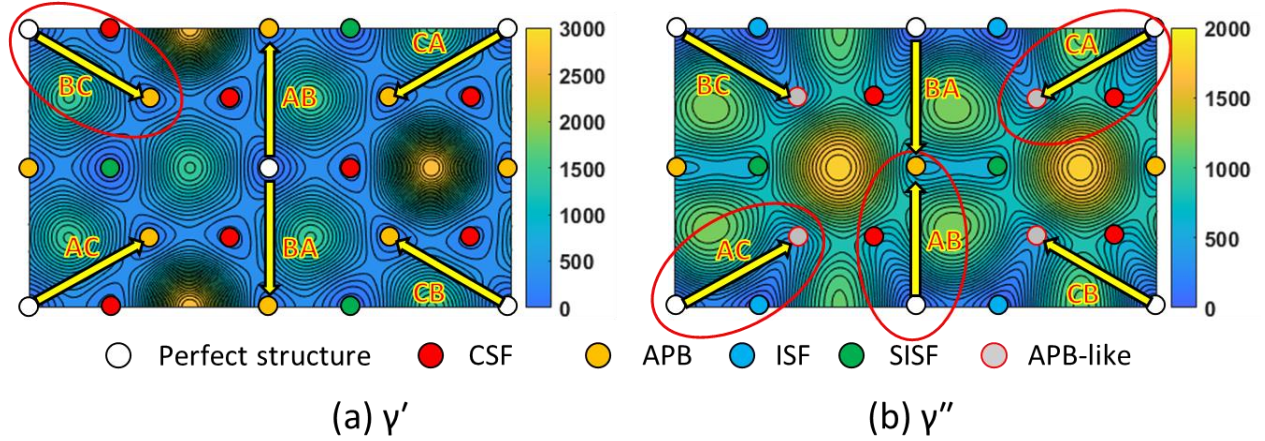 3000
2500
2000
1500
1000
500
0
BC
AB
CA
AC
BA
CB
2000
1500
1000
500
0
BC
BA
CA
AC
AB
CB
Perfect structure
CSF
APB
ISF
SISF
APB-like
(a) γ′
(b) γ″